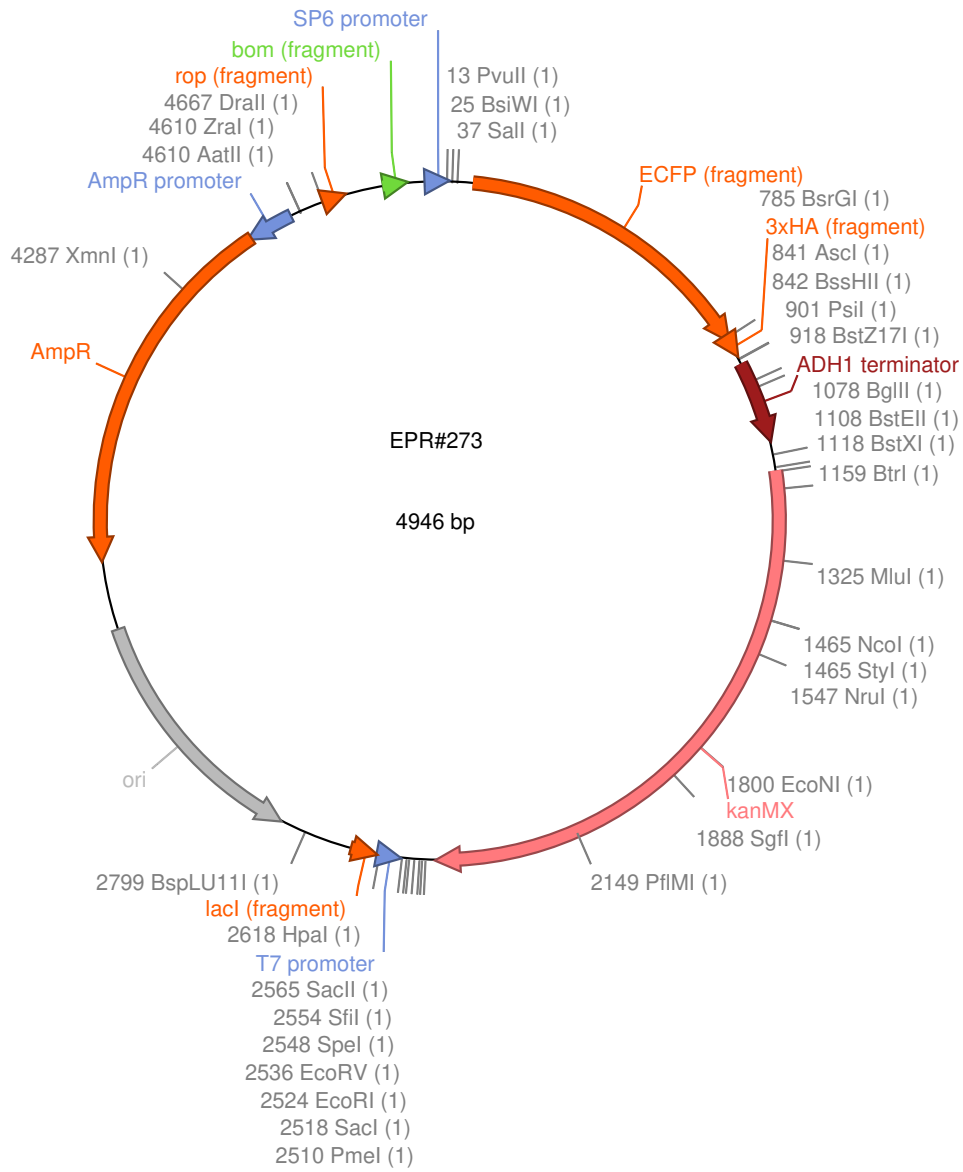 SP6 promoter
bom (fragment)
rop (fragment)
4667 DraII (1)
4610 ZraI (1)
4610 AatII (1)
AmpR promoter
4287 XmnI (1)
AmpR
13 PvuII (1)
25 BsiWI (1)
37 SalI (1)
ECFP (fragment)
785 BsrGI (1)
3xHA (fragment)
841 AscI (1)
842 BssHII (1)
901 PsiI (1)
918 BstZ17I (1)
ADH1 terminator
1078 BglII (1)
1108 BstEII (1)
1118 BstXI (1)
1159 BtrI (1)
EPR#273
4946 bp
1325 MluI (1)
1465 NcoI (1)
1465 StyI (1)
1547 NruI (1)
1800 EcoNI (1)
kanMX
1888 SgfI (1)
2149 PflMI (1)
ori
2799 BspLU11I (1)
lacI (fragment)
2618 HpaI (1)
T7 promoter
2565 SacII (1)
2554 SfiI (1)
2548 SpeI (1)
2536 EcoRV (1)
2524 EcoRI (1)
2518 SacI (1)
2510 PmeI (1)